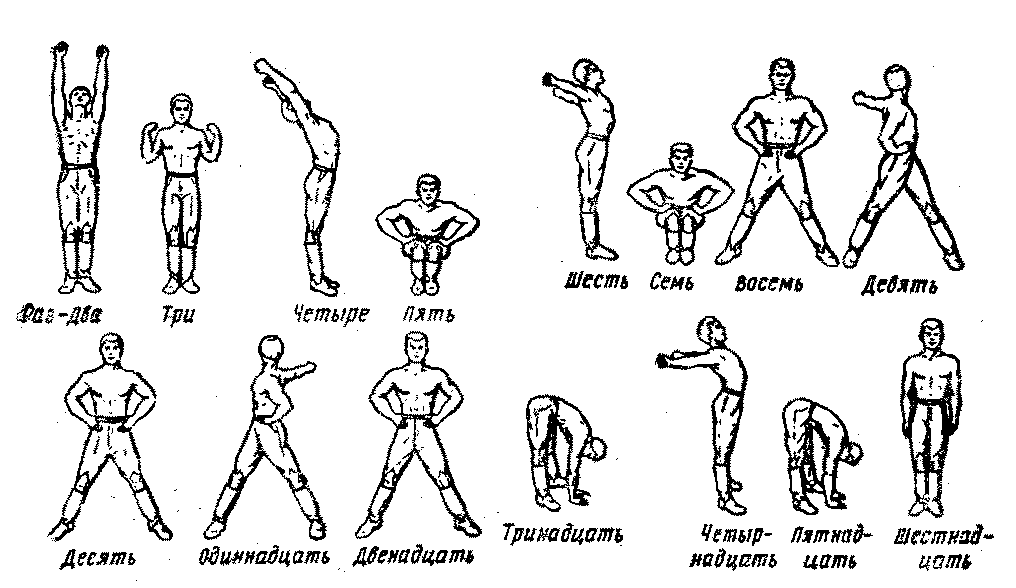 Раз-два
Три
Четыре
Пять
Шесть
Семь
Восемь
Девять
Десять
Одиннадцать
Двенадцать
Тринадцать
Четыр-
надцать
Пятнад-
цать
Шестнад-
цать